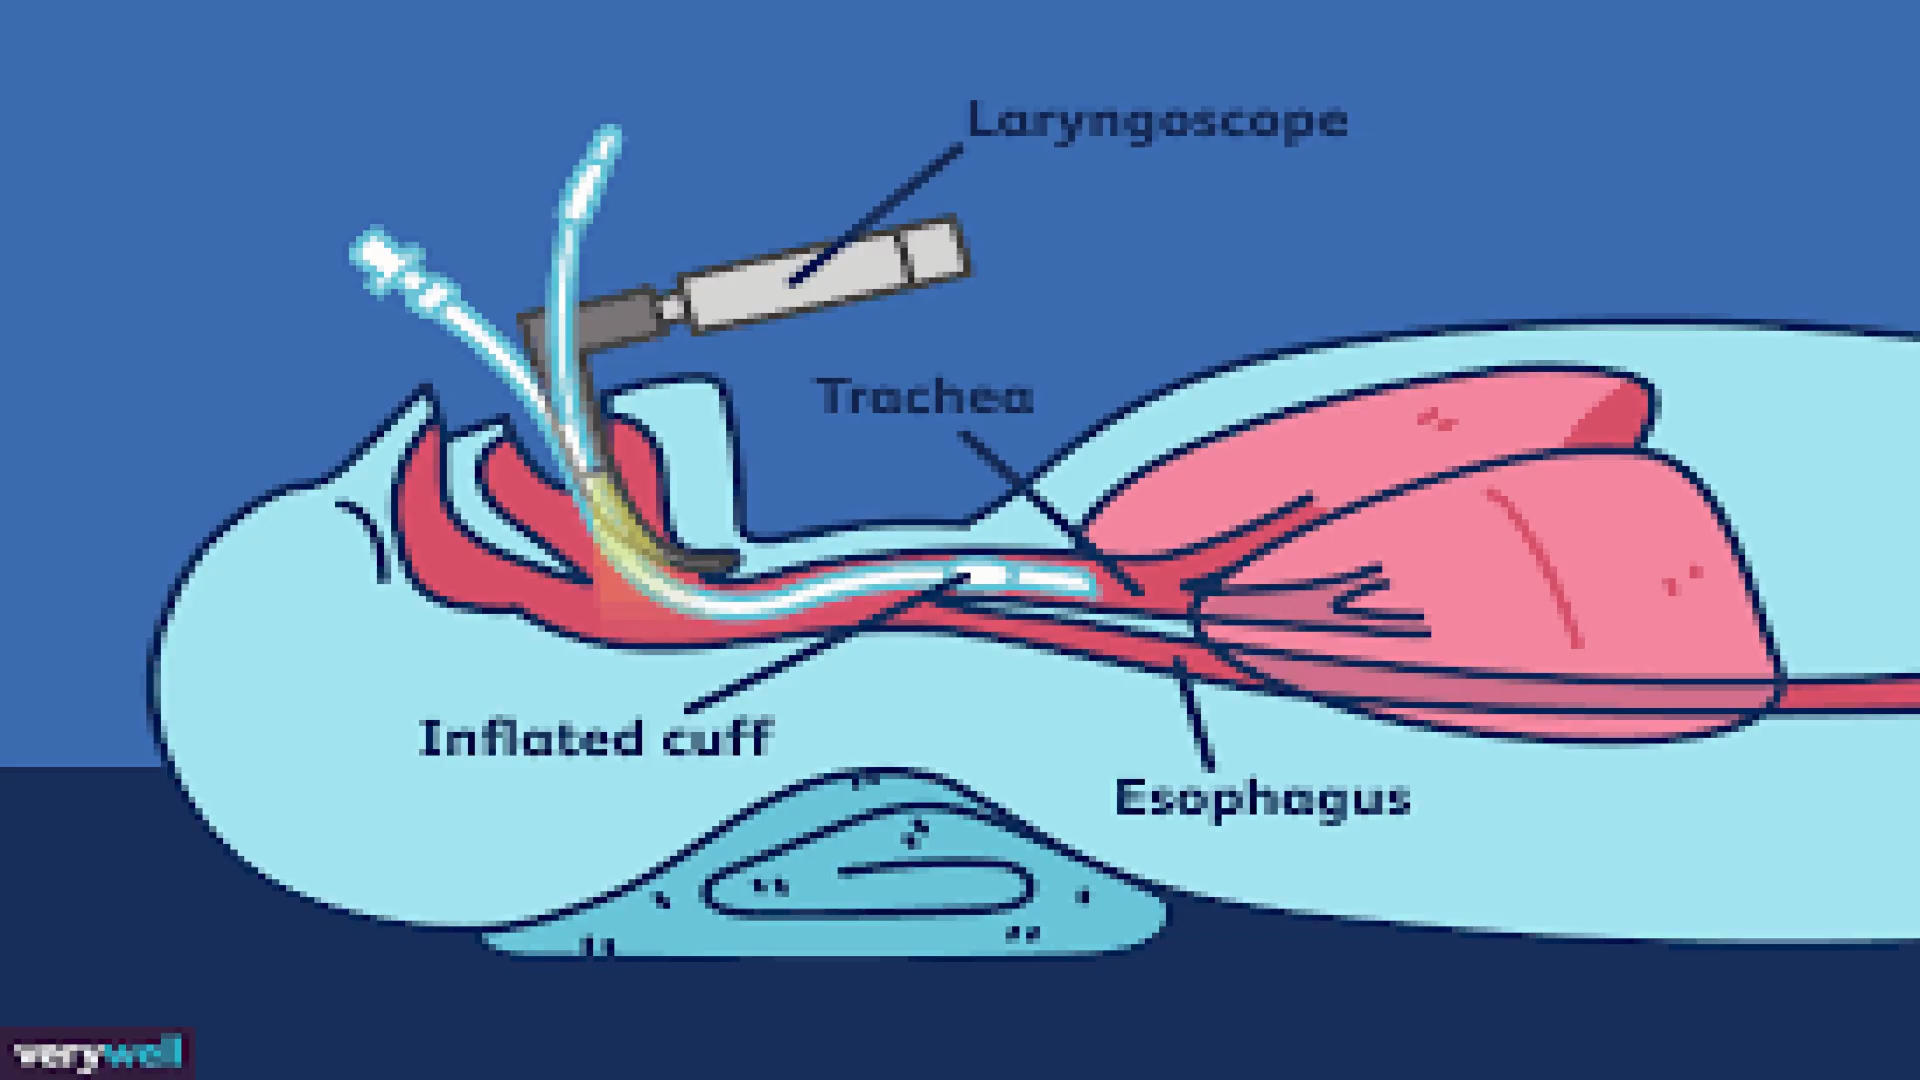 Laryngoscope
Trachea
Inflated cuff
Esophagus
verywell